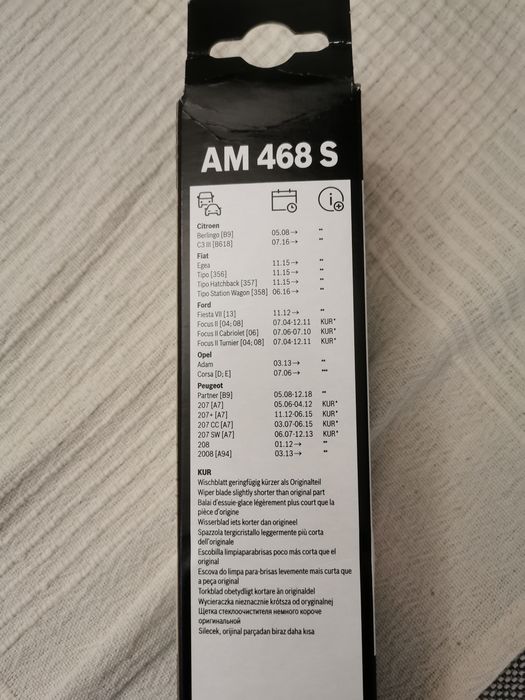 AM 468 S
Citroen
Berlingo [B9] 05.08→ **
C3 III [B618] 07.16→ **
Fiat
Egea 11.15→ **
Tipo [356] 11.15→ **
Tipo Hatchback [357] 11.15→ **
Tipo Station Wagon [358] 06.16→ **
Ford
Fiesta VII [13] 11.12→ **
Focus II [04; 08] 07.04-12.11 KUR*
Focus II Cabriolet [06] 07.06-07.10 KUR*
Focus II Turnier [04; 08] 07.04-12.11 KUR*
Opel
Adam 03.13→ **
Corsa [D; E] 07.06→ ***
Peugeot
Partner [B9] 05.08-12.18 **
207 [A7] 05.06-04.12 KUR*
207+ [A7] 11.12-06.15 KUR*
207 CC [A7] 03.07-06.15 KUR*
207 SW [A7] 06.07-12.13 KUR*
208 01.12→ **
2008 [A94] 03.13→ **
KUR
Wischblatt geringfügig kürzer als Originalteil
Wiper blade slightly shorter than original part
Balai d'essuie-glace légèrement plus court que la
pièce d'origine
Wisserblad iets korter dan origineel
Spazzola tergicristallo leggermente più corta
dell'originale
Escobilla limpiaparabrisas poco más corta que el
original
Escova do limpa para-brisas levemente mais curta que
a peça original
Torkblad obetydligt kortare än originaldel
Wycieraczka nieznacznie krótsza od oryginalnej
Щетка стеклоочистителя немного короче
оригинальной
Silecek, orijinal parçadan biraz daha kısa